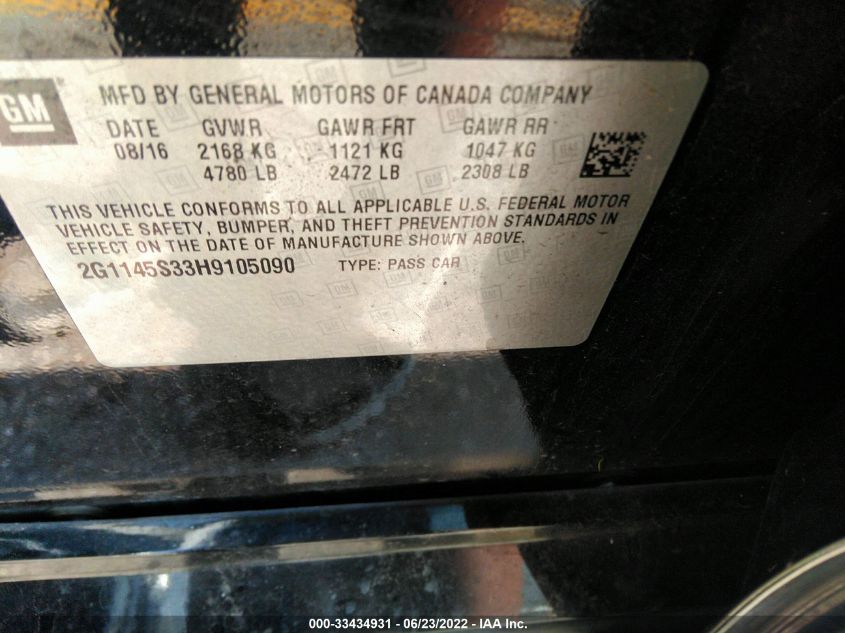 GM
MFD BY GENERAL MOTORS OF CANADA COMPANY
DATE GVWR GAWR FRT GAWR RR
08/16 2168 KG 1121 KG 1047 KG
4780 LB 2472 LB 2308 LB
THIS VEHICLE CONFORMS TO ALL APPLICABLE U.S. FEDERAL MOTOR
VEHICLE SAFETY, BUMPER, AND THEFT PREVENTION STANDARDS IN
EFFECT ON THE DATE OF MANUFACTURE SHOWN ABOVE.
2G1145S33H9105090 TYPE: PASS CAR
000-33434931 - 06/23/2022 - IAA Inc.